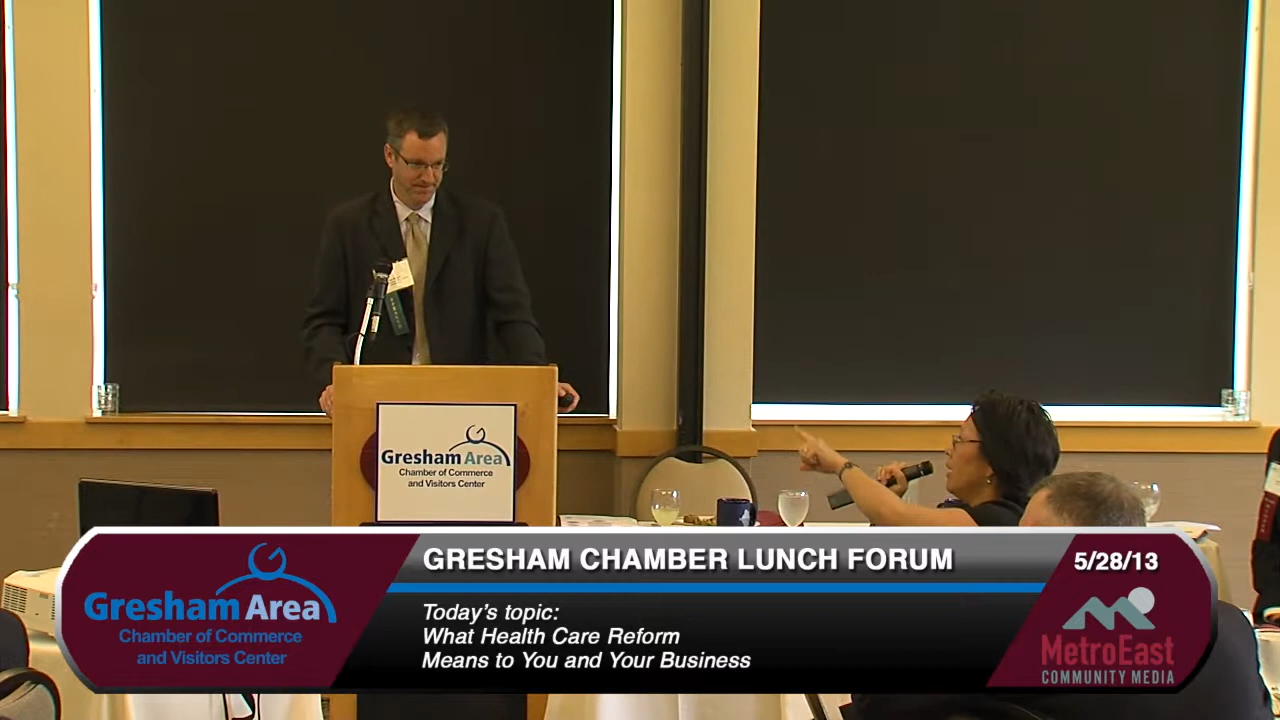 Gresham Area
Chamber of Commerce
and Visitors Center
GRESHAM CHAMBER LUNCH FORUM
5/28/13
Today's topic:
What Health Care Reform
Means to You and Your Business
Gresham Area
Chamber of Commerce
and Visitors Center
MetroEast
COMMUNITY MEDIA